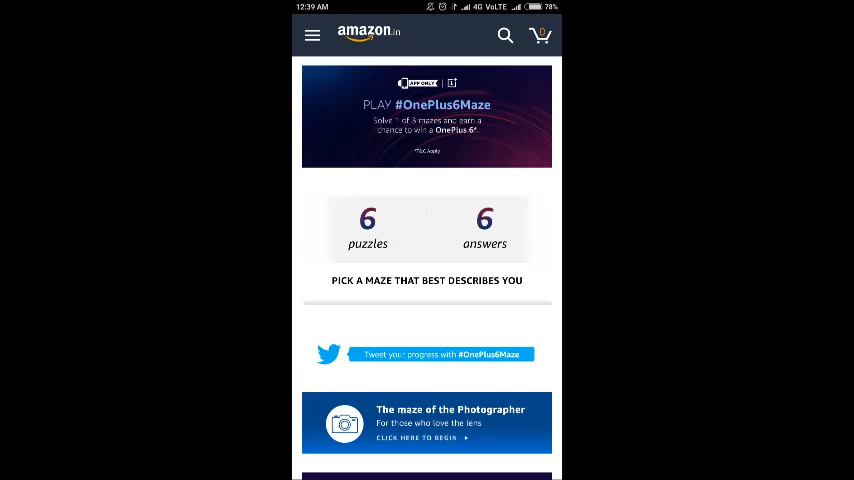 12:39 AM
4G VoLTE 78%
amazon.in
0
APP ONLY | 1+
PLAY #OnePlus6Maze
Solve 1 of 3 mazes and earn a
chance to win a OnePlus 6*.
*T&C Apply
6 6
puzzles answers
PICK A MAZE THAT BEST DESCRIBES YOU
Tweet your progress with #OnePlus6Maze
The maze of the Photographer
For those who love the lens
CLICK HERE TO BEGIN